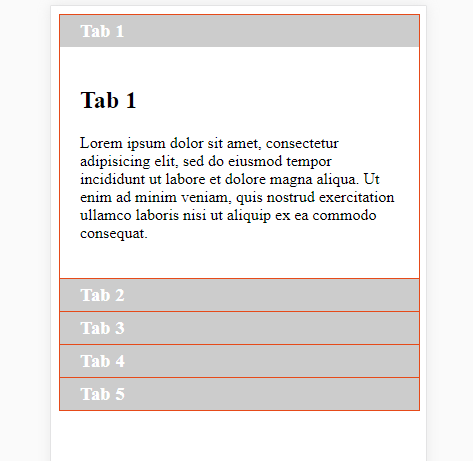 Tab 1
Tab 1
Lorem ipsum dolor sit amet, consectetur
adipisicing elit, sed do eiusmod tempor
incididunt ut labore et dolore magna aliqua. Ut
enim ad minim veniam, quis nostrud exercitation
ullamco laboris nisi ut aliquip ex ea commodo
consequat.
Tab 2
Tab 3
Tab 4
Tab 5